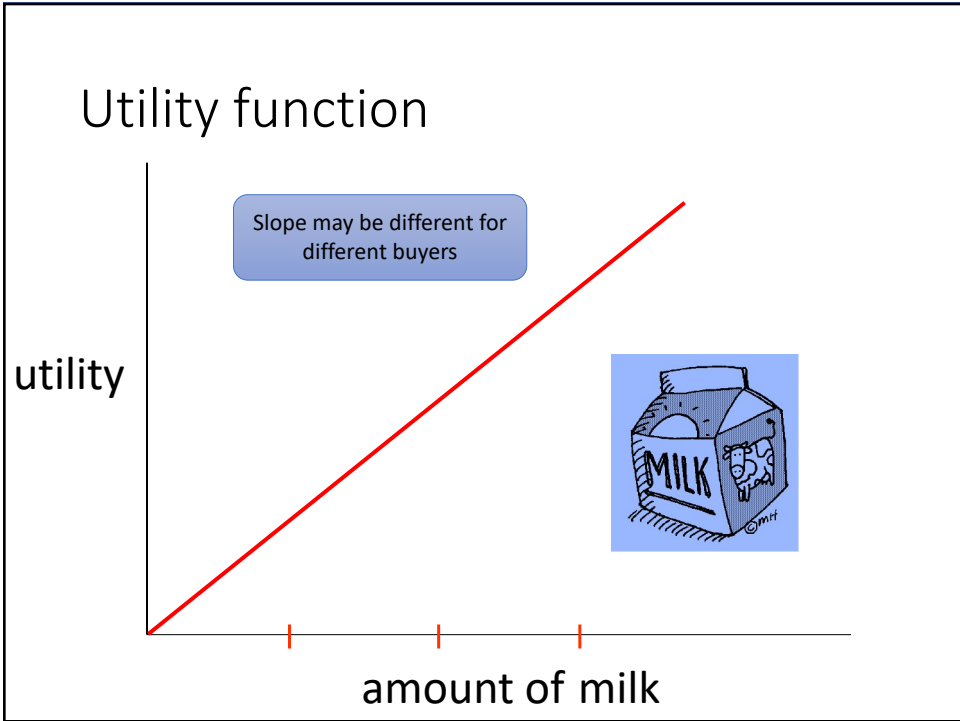 Utility function
Slope may be different for
different buyers
utility
MILK
©mH
amount of milk